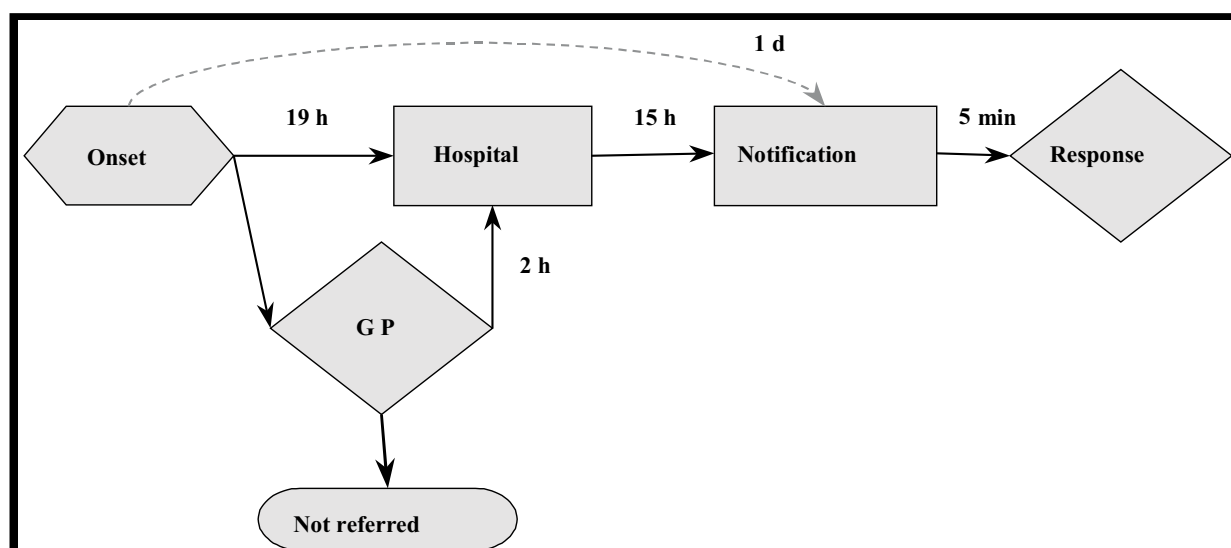 1 d
19 h
15 h
5 min
Onset
Hospital
Notification
Response
2 h
G P
Not referred